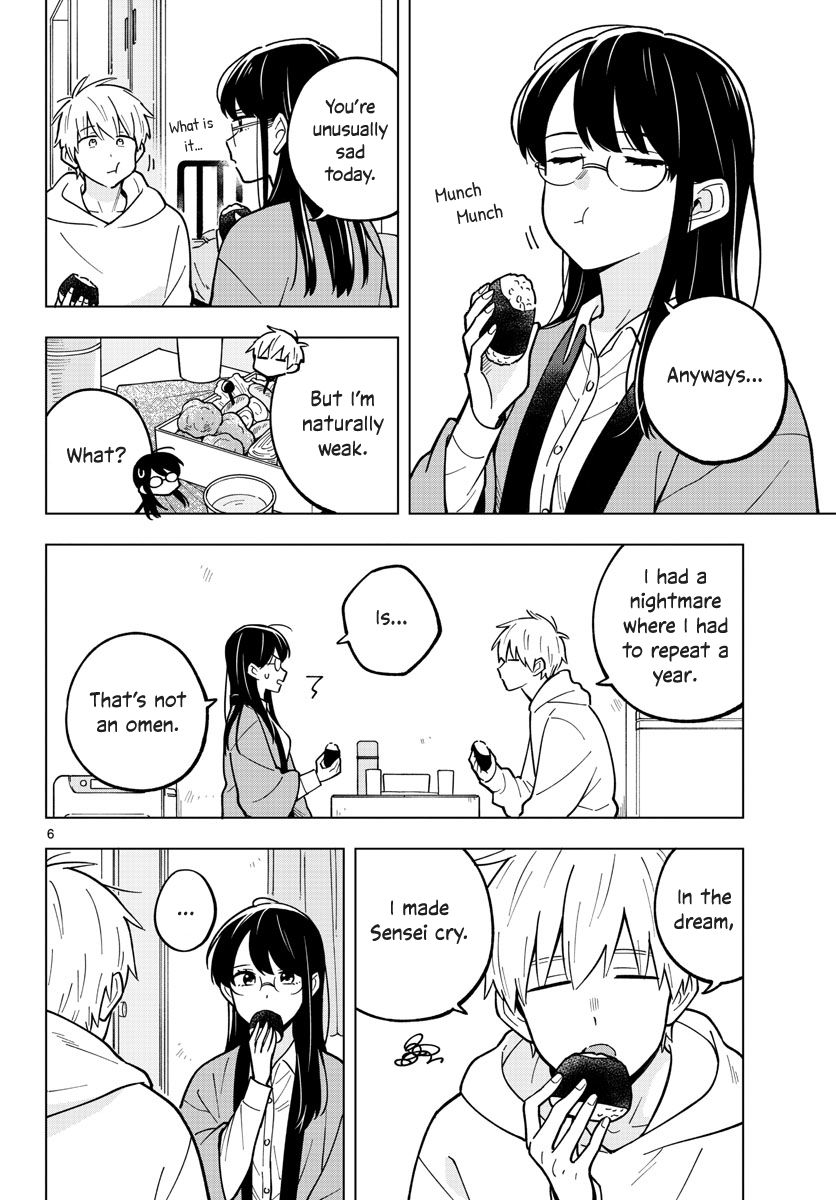 Munch
Munch
Anyways...
You're
unusually
sad
today.
What is
it...
But I'm
naturally
weak.
What?
I had a
nightmare
where I had
to repeat a
year.
Is...
That's not
an omen.
6
In the
dream,
I made
Sensei cry.
...